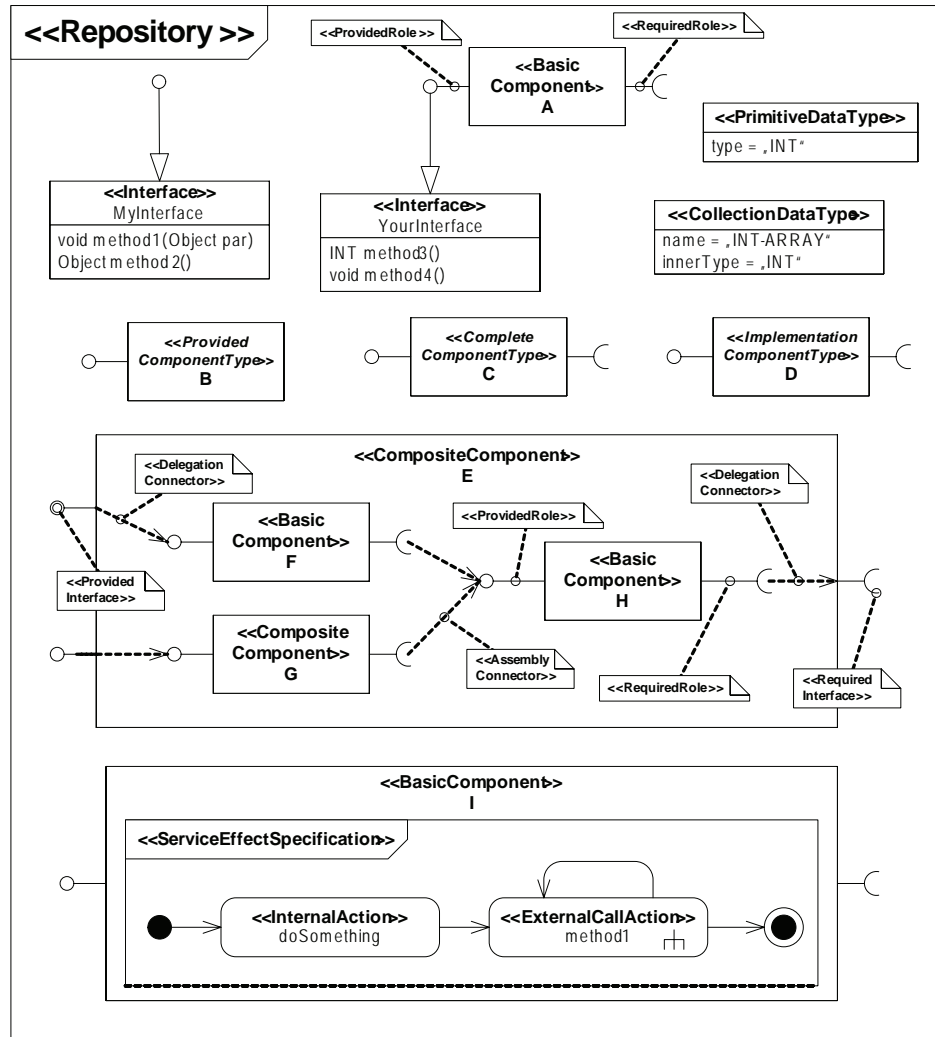 <<Repository >>
<<ProvidedRole>>
<<RequiredRole>>
<<Basic
Component>>
A
<<PrimitiveDataType>>
type = „INT“
<<Interface>>
MyInterface
void method1(Object par)
Object method2()
<<Interface>>
YourInterface
INT method3()
void method4()
<<CollectionDataType>>
name = „INT-ARRAY“
innerType = „INT“
<<Provided
ComponentType>>
B
<<Complete
ComponentType>>
C
<<Implementation
ComponentType>>
D
<<CompositeComponent>>
E
<<Delegation
Connector>>
<<Delegation
Connector>>
<<ProvidedRole>>
<<Basic
Component>>
F
<<Basic
Component>>
H
<<Provided
Interface>>
<<Composite
Component>>
G
<<Assembly
Connector>>
<<RequiredRole>>
<<Required
Interface>>
<<BasicComponent>>
I
<<ServiceEffectSpecification>>
<<InternalAction>>
doSomething
<<ExternalCallAction>>
method1